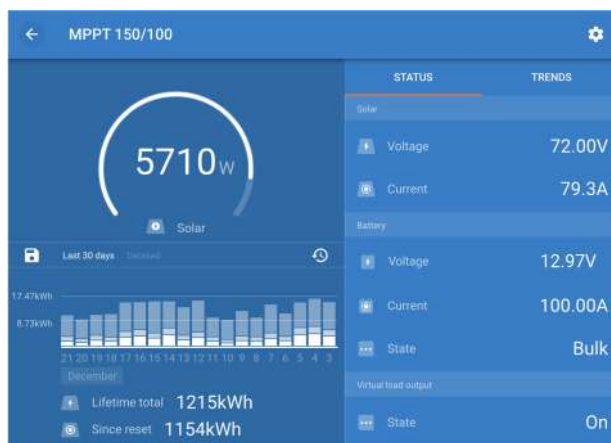 MPPT 150/100
5710W
Solar
Last 30 days Detailed
17.47kWh
8.73kWh
21 20 19 18 17 16 15 14 13 12 11 10 9 8 7 6 5 4 3
December
Lifetime total 1215kWh
Since reset 1154kWh
STATUS TRENDS
Solar
Voltage 72.00V
Current 79.3A
Battery
Voltage 12.97V
Current 100.00A
State Bulk
Virtual load output
State On